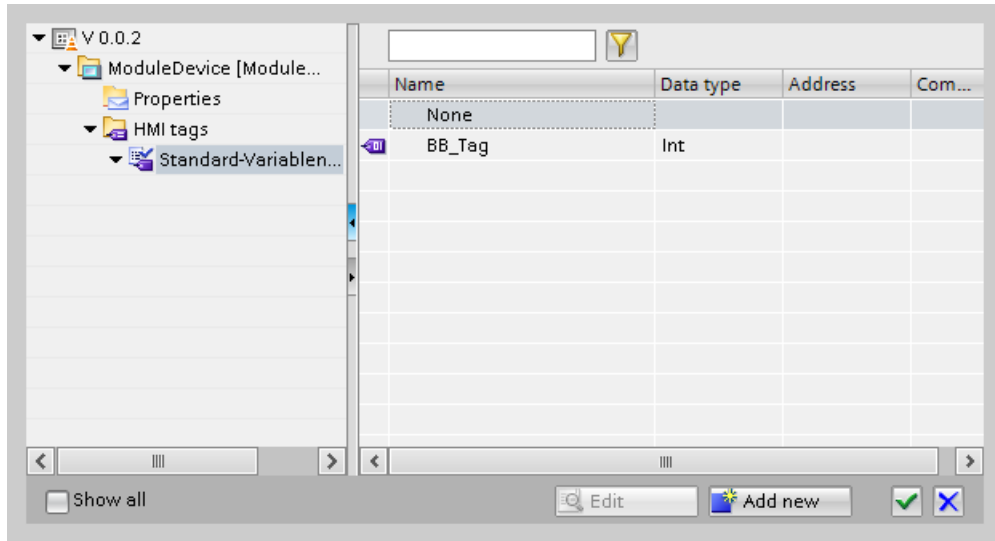 V 0.0.2
ModuleDevice [Module...
Properties
HMI tags
Standard-Variablen...
Name Data type Address Com...
None
BB_Tag Int
Show all Edit Add new